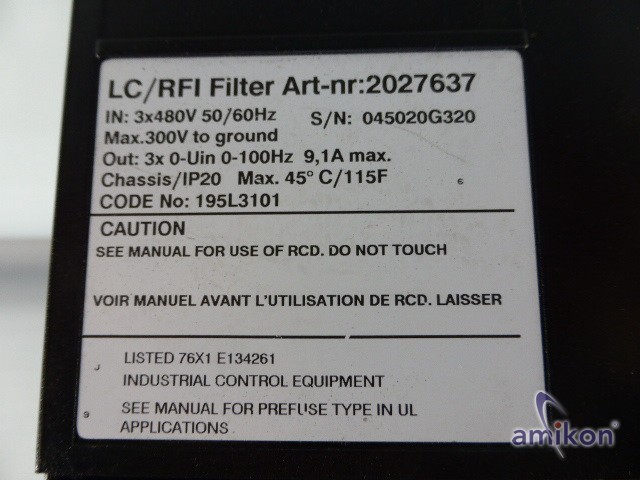 LC/RFI Filter Art-nr:2027637
IN: 3x480V 50/60Hz S/N: 045020G320
Max.300V to ground
Out: 3x 0-Uin 0-100Hz 9,1A max.
Chassis/IP20 Max. 45° C/115F
6
CODE No: 195L3101
CAUTION
SEE MANUAL FOR USE OF RCD. DO NOT TOUCH
VOIR MANUEL AVANT L'UTILISATION DE RCD. LAISSER
LISTED 76X1 E134261
INDUSTRIAL CONTROL EQUIPMENT
SEE MANUAL FOR PREFUSE TYPE IN UL
9
APPLICATIONS
amikon